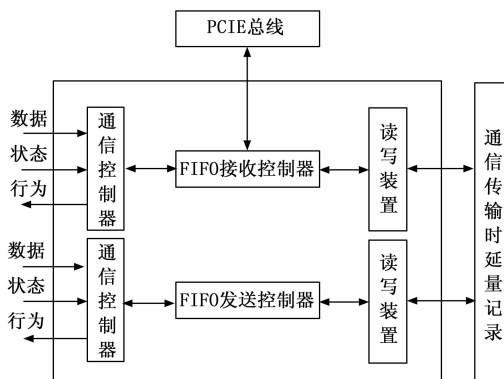 PCIE总线
数据
状态
行为
通信控制器
FIFO接收控制器
读写装置
通信传输时延量记录
数据
状态
行为
通信控制器
FIFO发送控制器
读写装置